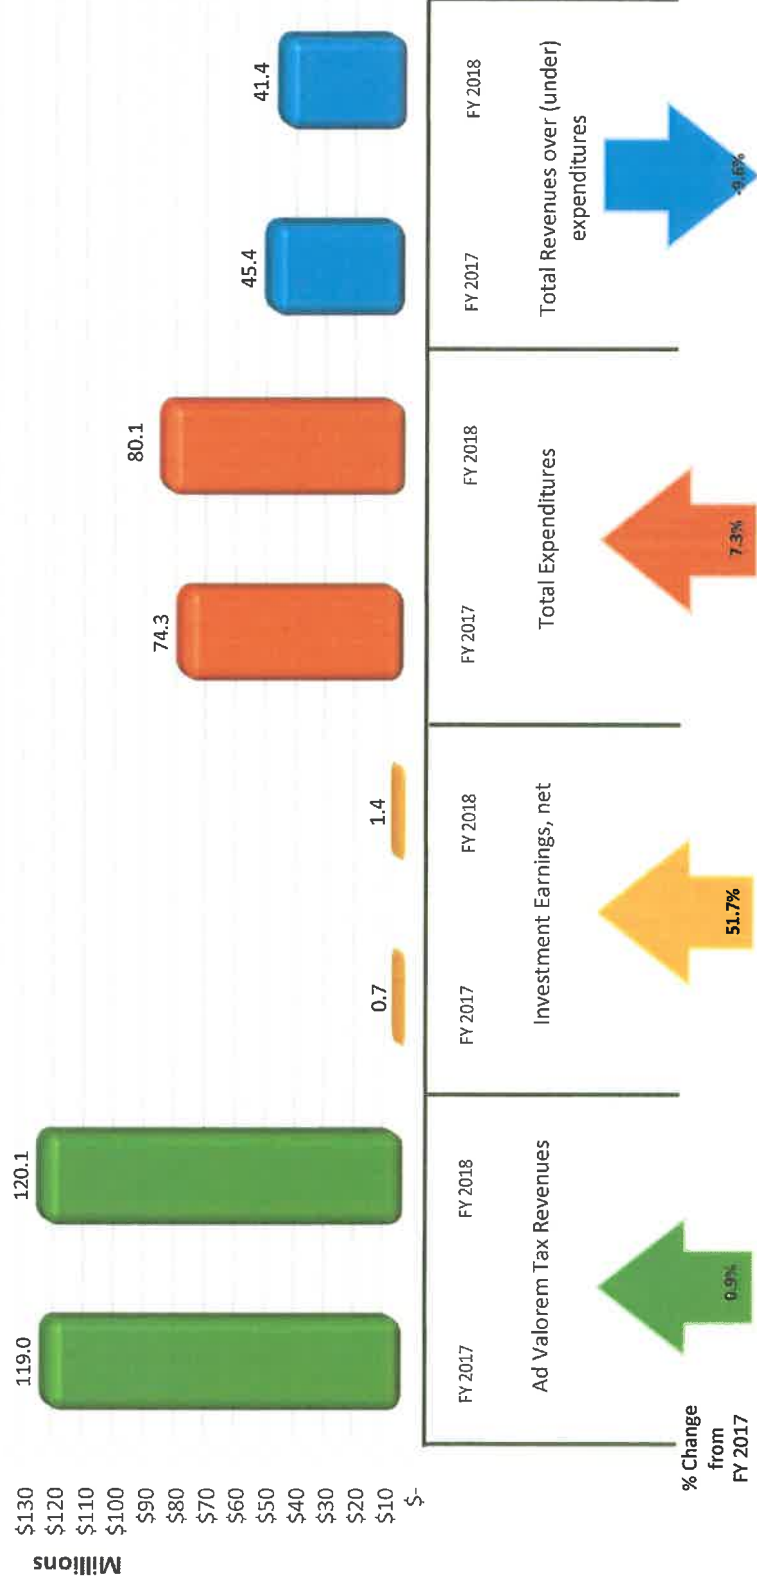 Millions
$130
$120
$110
$100
$90
$80
$70
$60
$50
$40
$30
$20
$10
$-
119.0
120.1
0.7
1.4
74.3
80.1
45.4
41.4
FY 2017
FY 2018
FY 2017
FY 2018
FY 2017
FY 2018
FY 2017
FY 2018
Ad Valorem Tax Revenues
Investment Earnings, net
Total Expenditures
Total Revenues over (under)
expenditures
% Change
from
FY 2017
0.9%
51.7%
7.3%
-9.6%